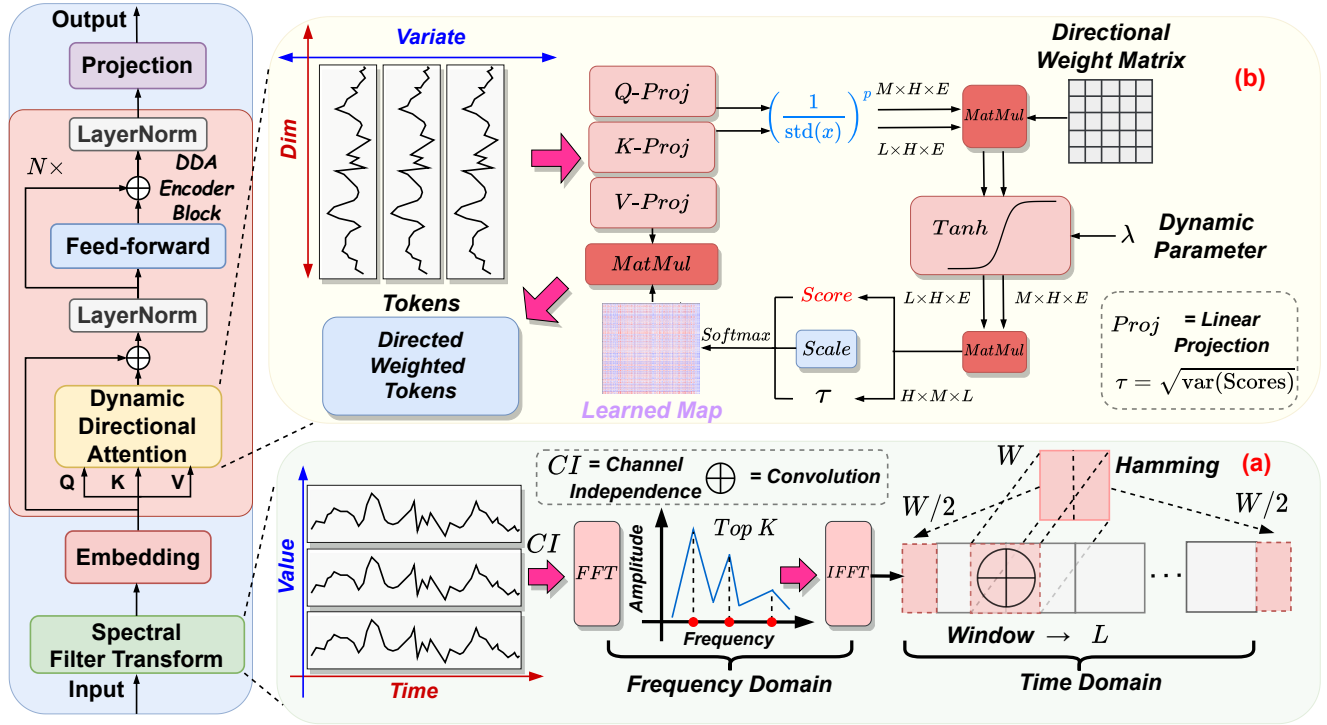 Output
Projection
LayerNorm
N×
DDA
Encoder
Block
Feed-forward
LayerNorm
Dynamic
Directional
Attention
Q K V
Embedding
Spectral
Filter Transform
Input
Variate
Dim
Tokens
Directed
Weighted
Tokens
Q-Proj
K-Proj
V-Proj
MatMul
Learned Map
(1/std(x))^p
M×H×E
L×H×E
MatMul
Directional
Weight Matrix
(b)
Tanh
λ
Dynamic
Parameter
L×H×E
M×H×E
MatMul
H×M×L
Score
Scale
τ
Softmax
Proj = Linear
Projection
τ = √var(Scores)
(a)
Value
Time
CI
CI = Channel
Independence
= Convolution
FFT
Amplitude
Top K
Frequency
IFFT
Frequency Domain
W
Hamming
W/2
W/2
...
Window → L
Time Domain